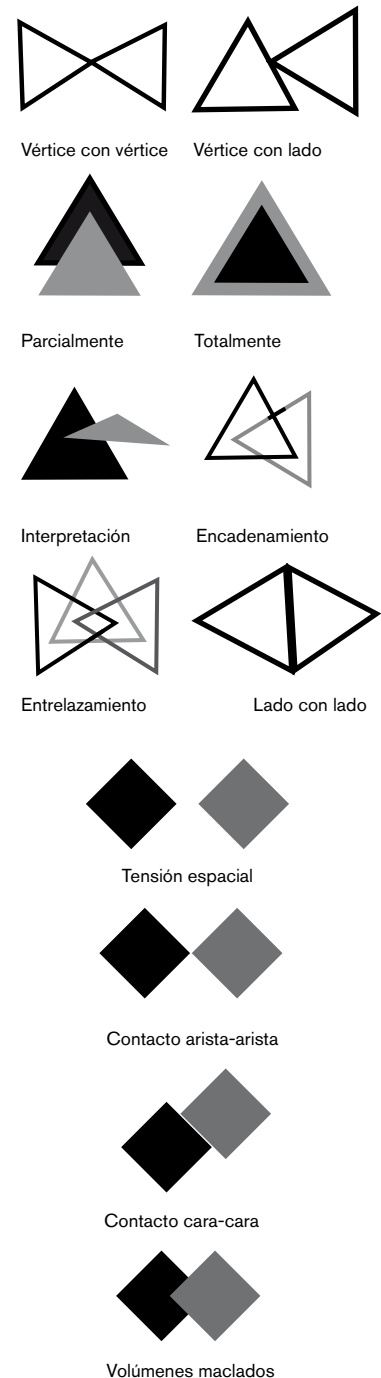 Vértice con vértice
Vértice con lado
Parcialmente
Totalmente
Interpretación
Encadenamiento
Entrelazamiento
Lado con lado
Tensión espacial
Contacto arista-arista
Contacto cara-cara
Volúmenes maclados